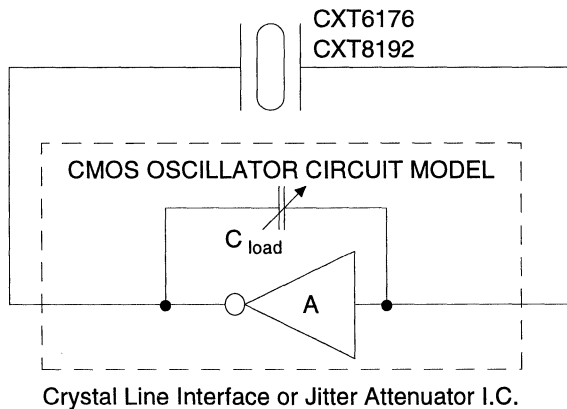 CXT6176
CXT8192
CMOS OSCILLATOR CIRCUIT MODEL
C load
A
Crystal Line Interface or Jitter Attenuator I.C.